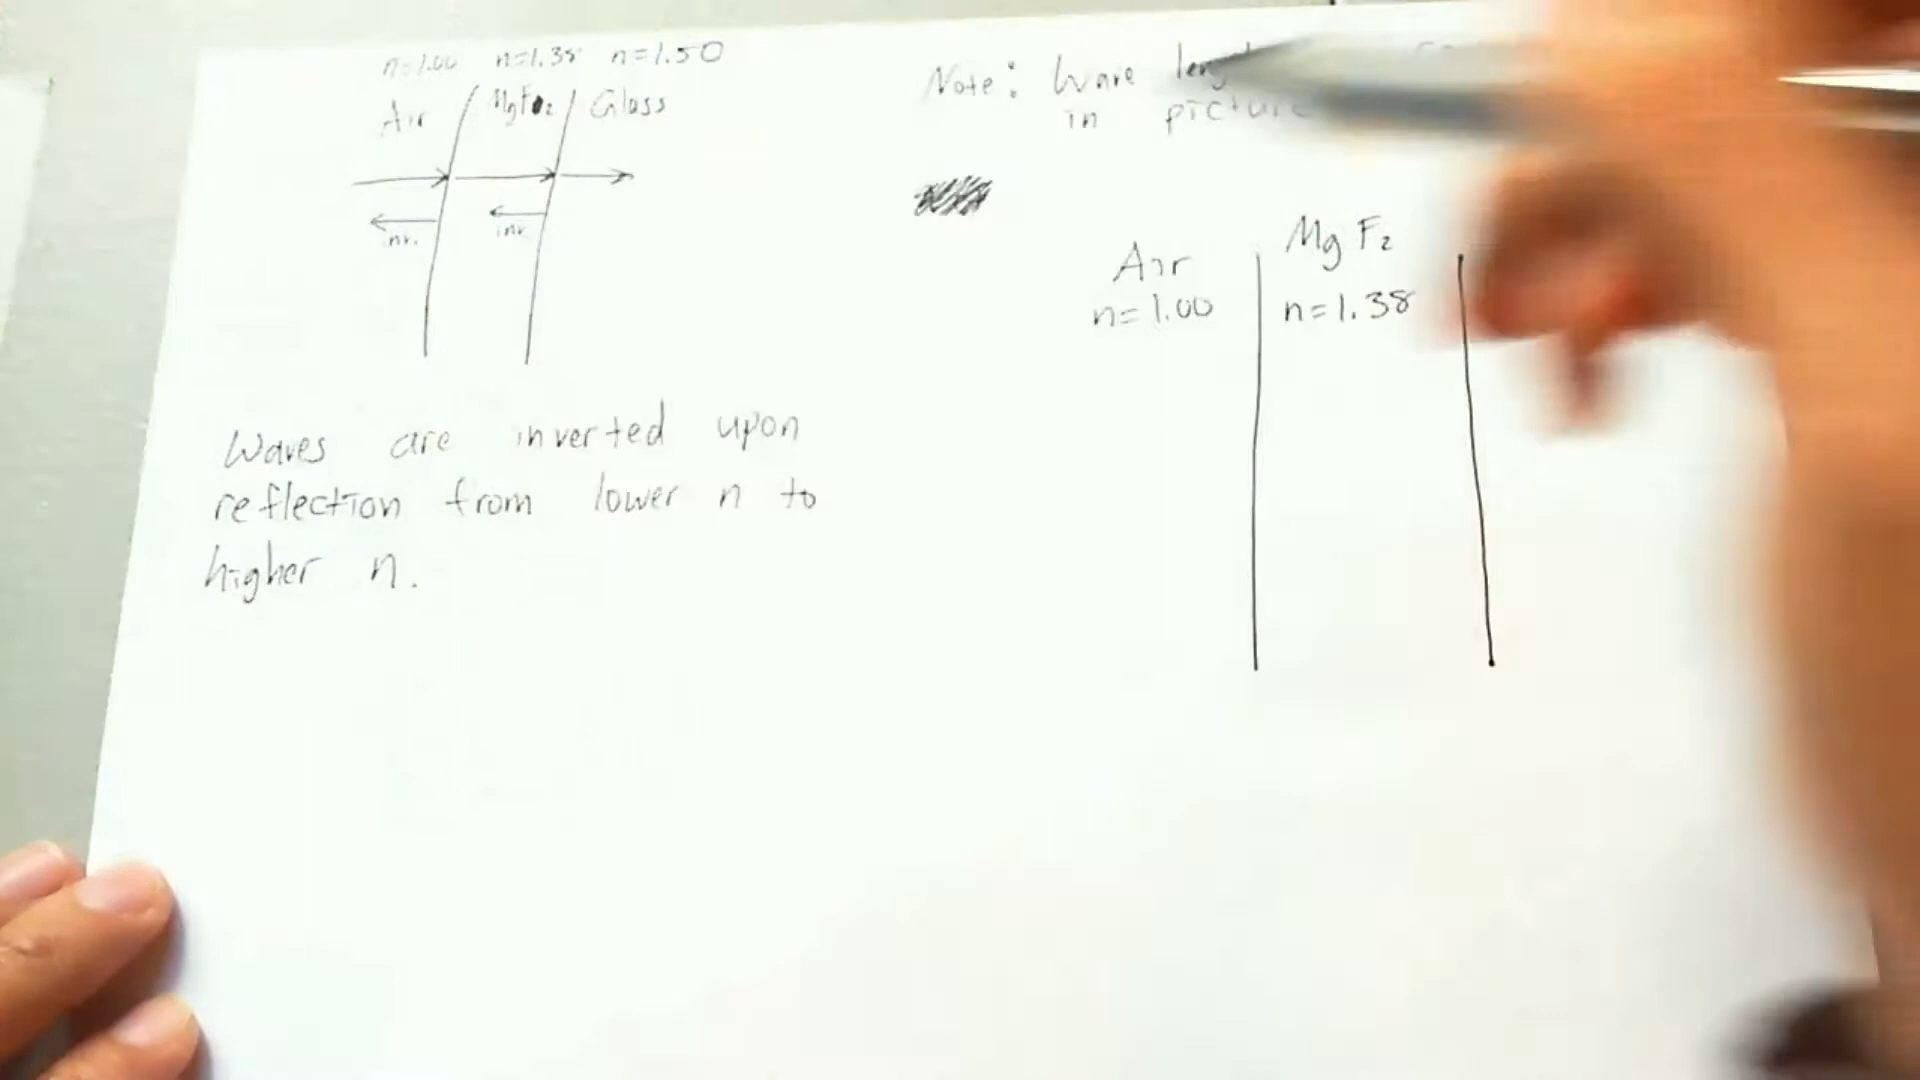 n=1.00 n=1.38 n=1.50
Air MgF2 Glass
inv. inv.
Waves are inverted upon
reflection from lower n to
higher n.
Note: Wave
in picture
Air MgF2
n=1.00 n=1.38